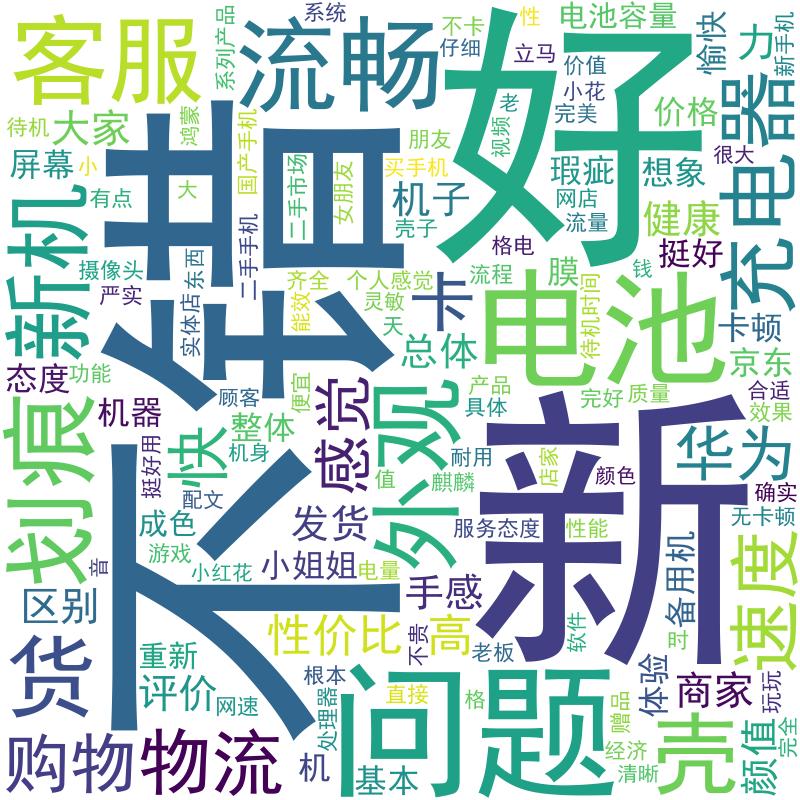 客服
流畅
好
不错
新
电池
问题
系统
系列产品
不卡
仔细
性
立马
电池容量
价值
愉快
力
新手机
小花
完美
价格
充电器
待机
大家
鸿蒙
国产手机
朋友
视频
老
很大
屏幕
小
二手市场
女朋友
买手机
瑕疵
想象
有点
大
机子
网店
新机
二手手机
壳子
流量
健康
格电
挺好
摄像头
严实
实体店
东西
齐全
能效
个人感觉
灵敏
流程
膜
钱
天
卡
待机时间
卡顿
总体
京东
态度
功能
顾客
便宜
感觉
外观
产品
具体
完好
质量
合适
效果
划痕
机器
快
整体
机身
挺好用
值
耐用
麒麟
店家
颜色
华为
确实
配文
成色
发货
服务态度
性能
无卡顿
游戏
音
小红花
小姐姐
电量
手感
备用机
速度
区别
货
性价比
高
不贵
老板
软件
重新
评价
网速
根本
处理器
直接
格
赠品
体验
商家
玩玩
购物
物流
机
基本
经济
清晰
壳
颜值
完全